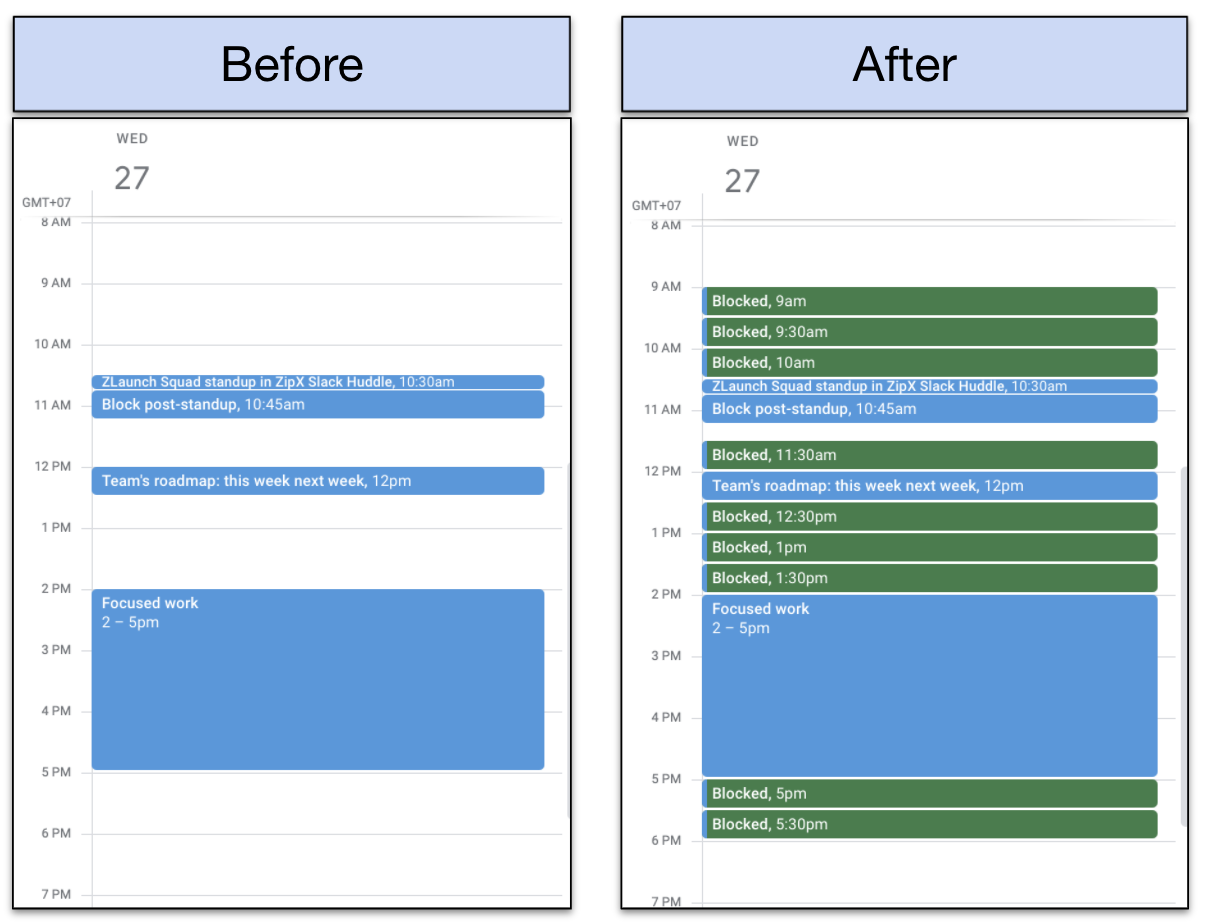 Before
WED
27
GMT+07
8 AM
9 AM
10 AM
ZLaunch Squad standup in ZipX Slack Huddle, 10:30am
11 AM
Block post-standup, 10:45am
12 PM
Team's roadmap: this week next week, 12pm
1 PM
2 PM
Focused work
2 – 5pm
3 PM
4 PM
5 PM
6 PM
7 PM
After
WED
27
GMT+07
8 AM
9 AM
Blocked, 9am
Blocked, 9:30am
10 AM
Blocked, 10am
ZLaunch Squad standup in ZipX Slack Huddle, 10:30am
11 AM
Block post-standup, 10:45am
Blocked, 11:30am
12 PM
Team's roadmap: this week next week, 12pm
Blocked, 12:30pm
1 PM
Blocked, 1pm
Blocked, 1:30pm
2 PM
Focused work
2 – 5pm
3 PM
4 PM
5 PM
Blocked, 5pm
Blocked, 5:30pm
6 PM
7 PM